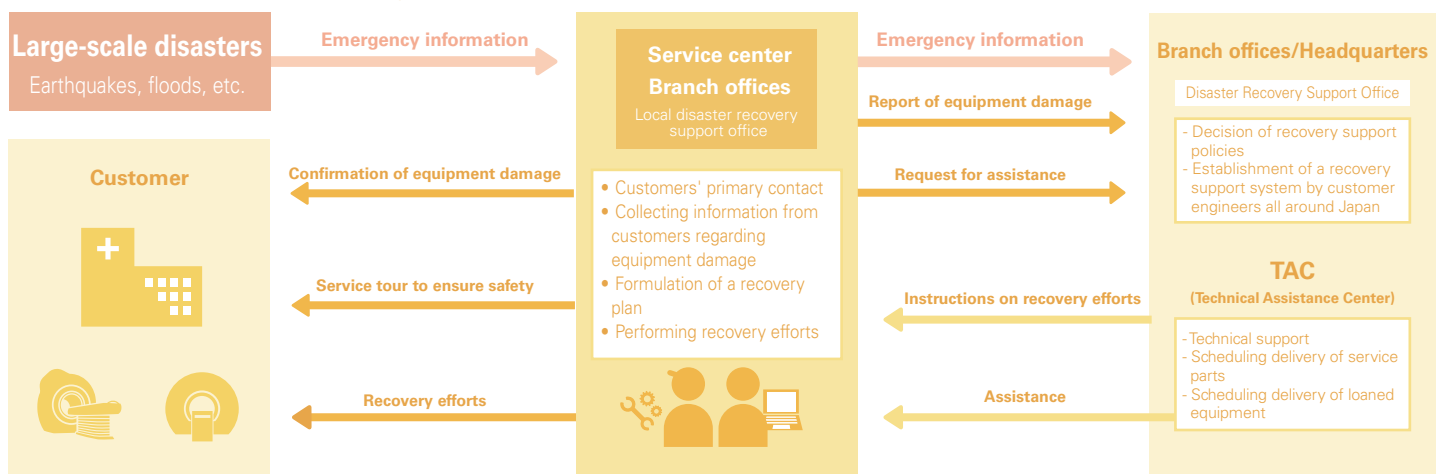 Large-scale disasters
Earthquakes, floods, etc.
Emergency information
Service center
Branch offices
Local disaster recovery
support office
Emergency information
Branch offices/Headquarters
Disaster Recovery Support Office
- Decision of recovery support
policies
- Establishment of a recovery
support system by customer
engineers all around Japan
Report of equipment damage
Request for assistance
Customer
Confirmation of equipment damage
Service tour to ensure safety
Recovery efforts
• Customers' primary contact
• Collecting information from
customers regarding
equipment damage
• Formulation of a recovery
plan
• Performing recovery efforts
Instructions on recovery efforts
Assistance
TAC
(Technical Assistance Center)
- Technical support
- Scheduling delivery of service
parts
- Scheduling delivery of loaned
equipment